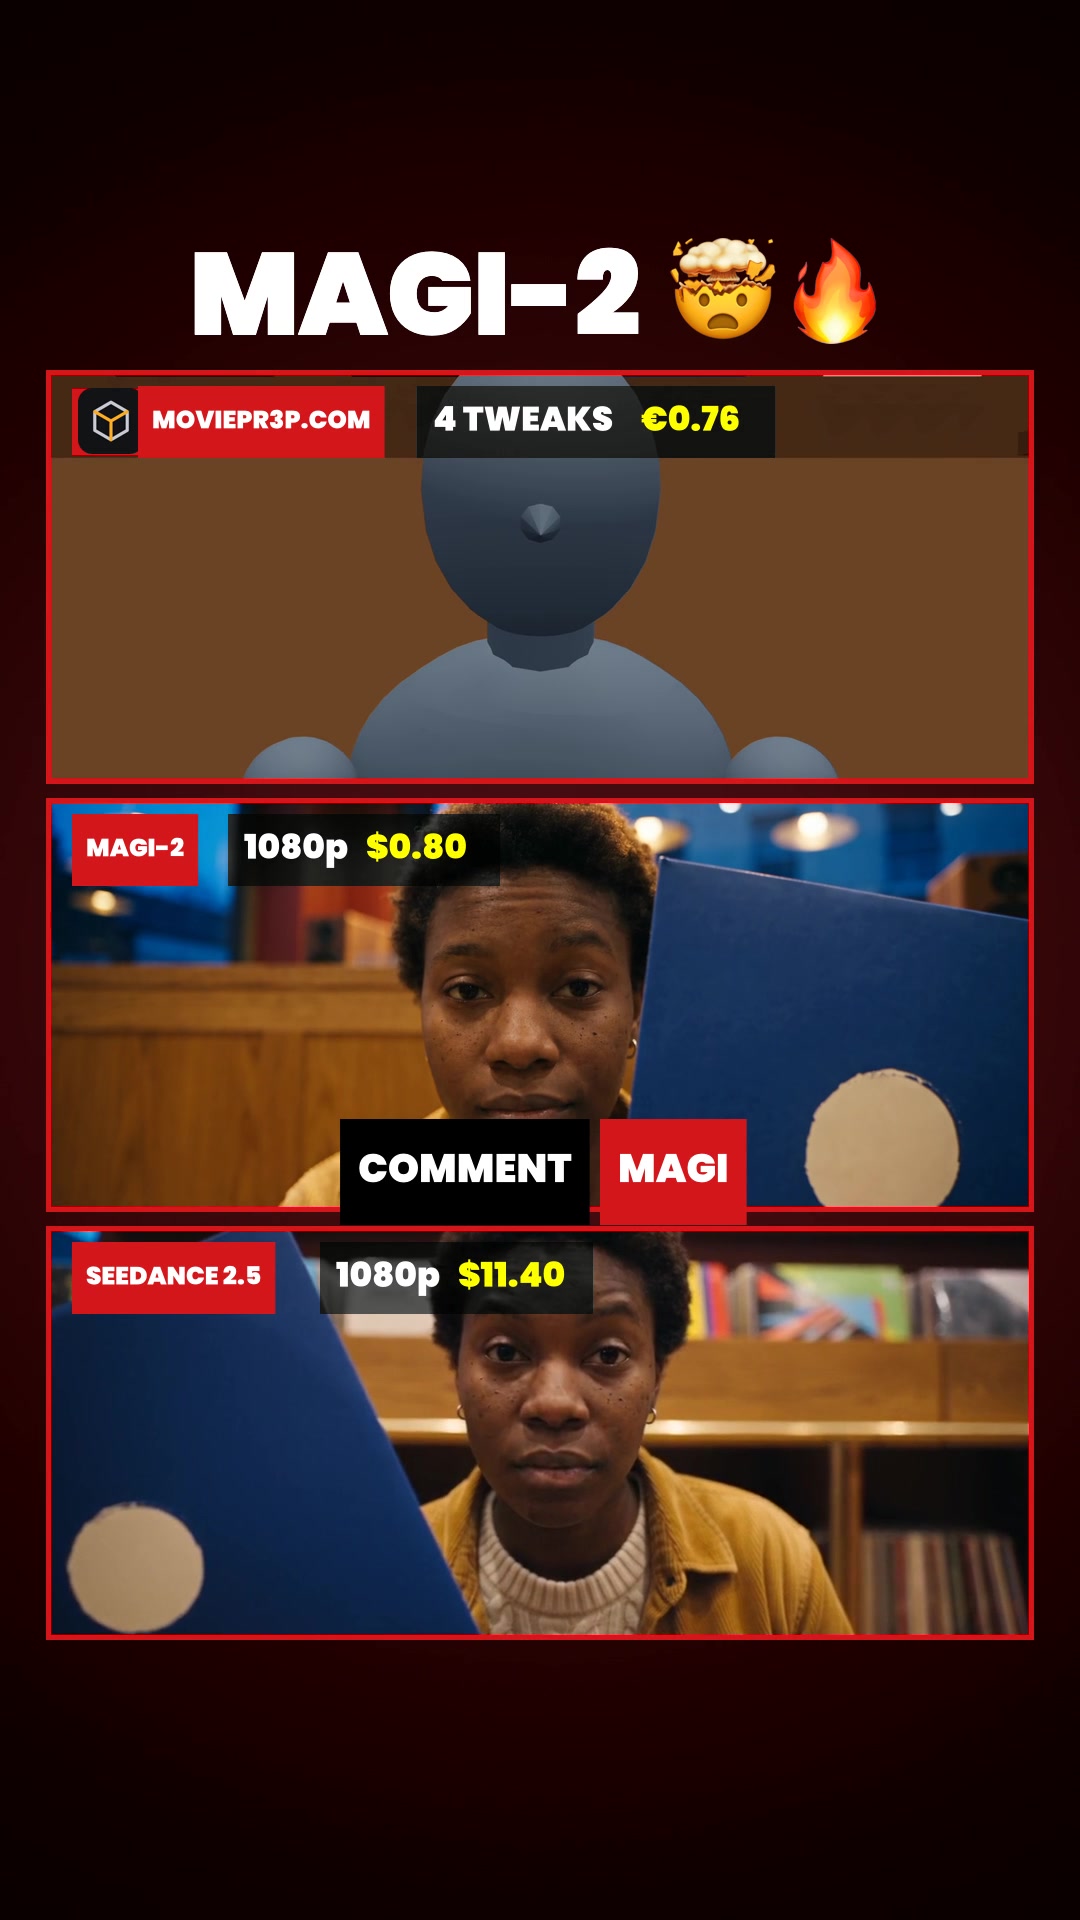 MAGI-2 🤯🔥
MOVIEPR3P.COM 4 TWEAKS €0.76
MAGI-2 1080p $0.80
COMMENT MAGI
SEEDANCE 2.5 1080p $11.40